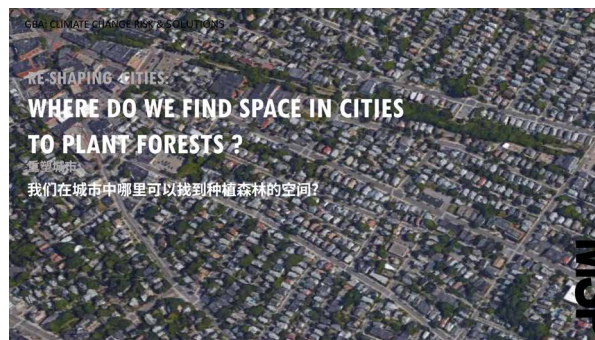 GBA: CLIMATE CHANGE RISK & SOLUTIONS
RE-SHAPING CITIES:
WHERE DO WE FIND SPACE IN CITIES
TO PLANT FORESTS ?
重塑城市:
我们在城市中哪里可以找到种植森林的空间?